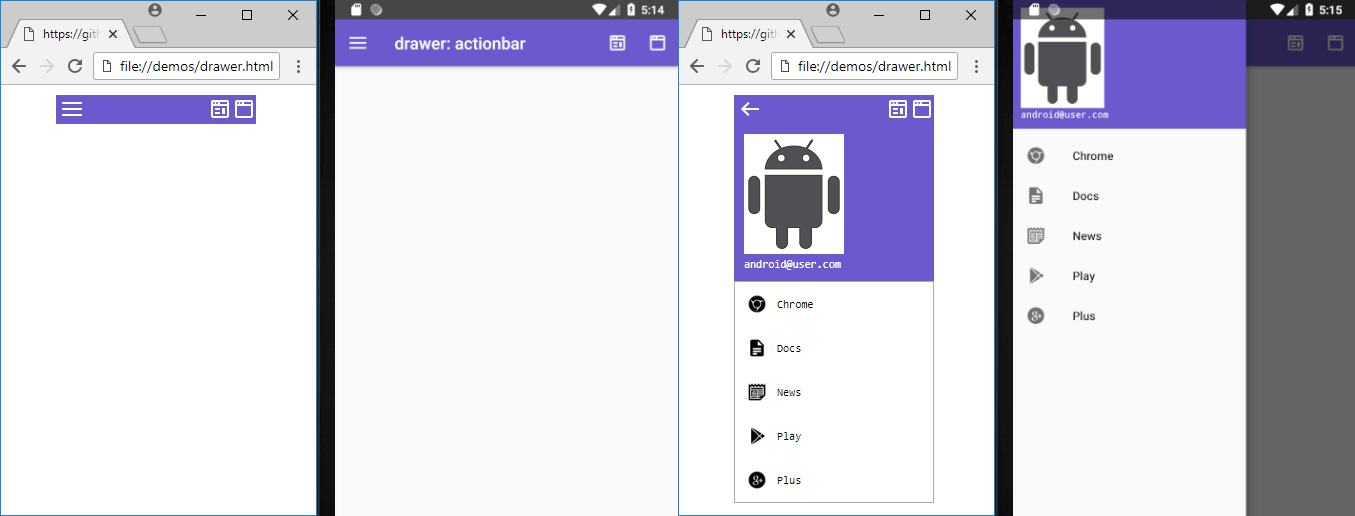 https://gith
file://demos/drawer.html
5:14
drawer: actionbar
https://gith
file://demos/drawer.html
android@user.com
Chrome
Docs
News
Play
Plus
5:15
android@user.com
Chrome
Docs
News
Play
Plus